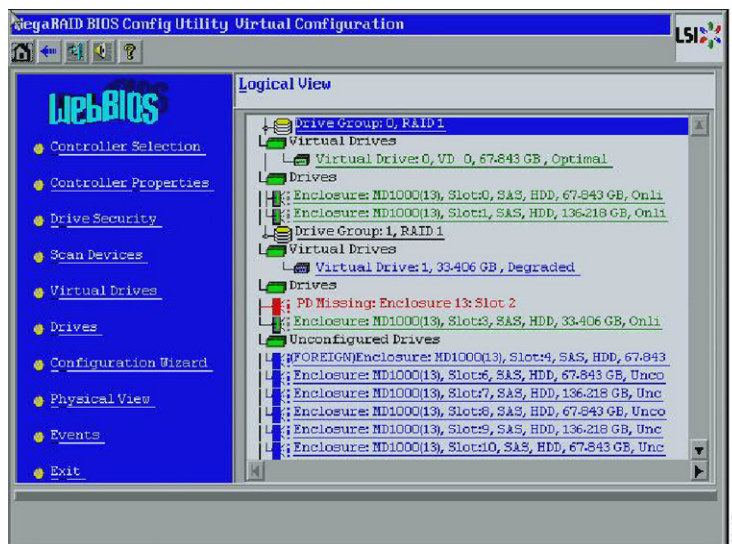 MegaRAID BIOS Config Utility Virtual Configuration
LSI
WebBIOS
Controller Selection
Controller Properties
Drive Security
Scan Devices
Virtual Drives
Drives
Configuration Wizard
Physical View
Events
Exit
Logical View
Drive Group: 0, RAID 1
Virtual Drives
Virtual Drive: 0, VD 0, 67.843 GB, Optimal
Drives
Enclosure: MD1000(13), Slot:0, SAS, HDD, 67.843 GB, Onli
Enclosure: MD1000(13), Slot:1, SAS, HDD, 136.218 GB, Onli
Drive Group: 1, RAID 1
Virtual Drives
Virtual Drive: 1, 33.406 GB, Degraded
Drives
PD Missing: Enclosure 13: Slot 2
Enclosure: MD1000(13), Slot:3, SAS, HDD, 33.406 GB, Onli
Unconfigured Drives
(FOREIGN)Enclosure: MD1000(13), Slot:4, SAS, HDD, 67.843
Enclosure: MD1000(13), Slot:6, SAS, HDD, 67.843 GB, Unco
Enclosure: MD1000(13), Slot:7, SAS, HDD, 136.218 GB, Unc
Enclosure: MD1000(13), Slot:8, SAS, HDD, 67.843 GB, Unco
Enclosure: MD1000(13), Slot:9, SAS, HDD, 136.218 GB, Unc
Enclosure: MD1000(13), Slot:10, SAS, HDD, 67.843 GB, Unc